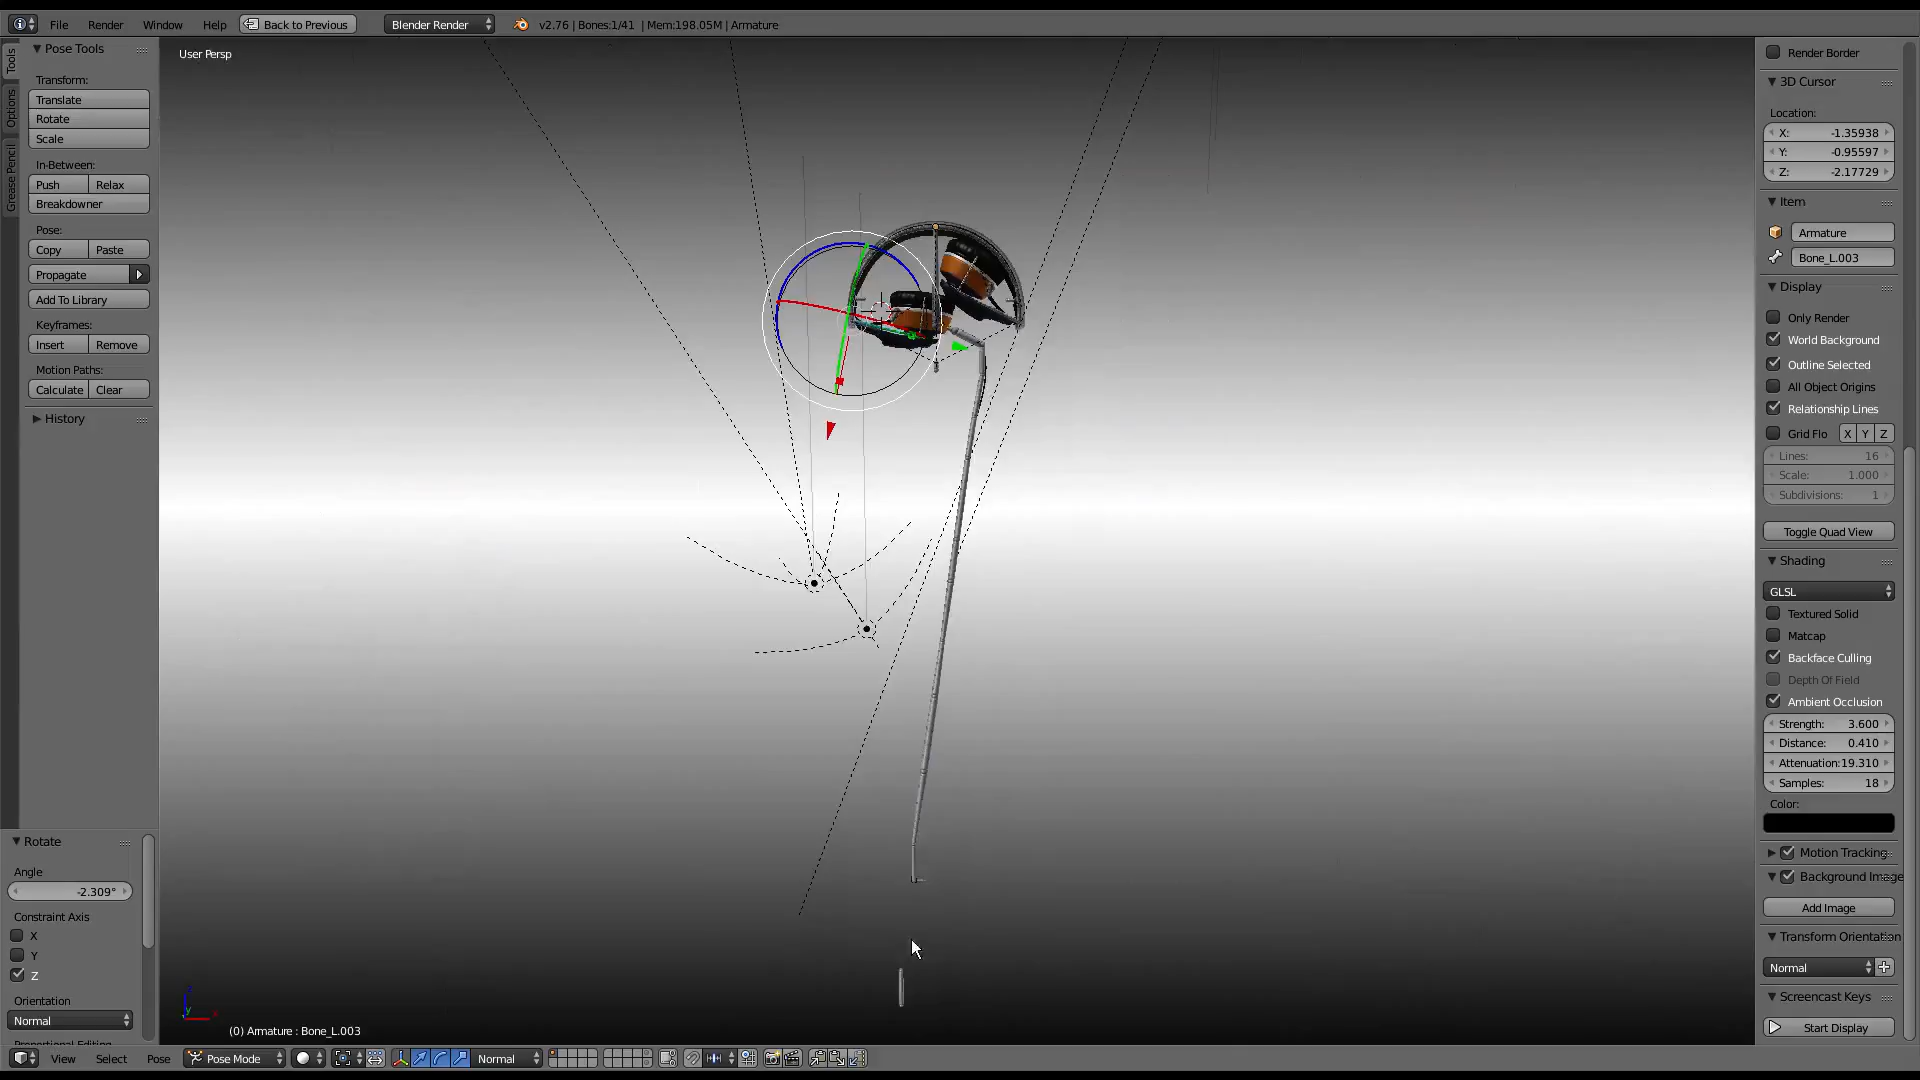 File Render Window Help Back to Previous Blender Render v2.76 | Bones:1/41 | Mem:198.05M | Armature
Tools
Options
Grease Pencil
Pose Tools
Transform:
Translate
Rotate
Scale
In-Between:
Push Relax
Breakdowner
Pose:
Copy Paste
Propagate
Add To Library
Keyframes:
Insert Remove
Motion Paths:
Calculate Clear
History
Rotate
Angle
-2.309°
Constraint Axis
X
Y
Z
Orientation
Normal
User Persp
(0) Armature : Bone_L.003
View Select Pose Pose Mode Normal
Render Border
3D Cursor
Location:
X: -1.35938
Y: -0.95597
Z: -2.17729
Item
Armature
Bone_L.003
Display
Only Render
World Background
Outline Selected
All Object Origins
Relationship Lines
Grid Flo X Y Z
Lines: 16
Scale: 1.000
Subdivisions: 1
Toggle Quad View
Shading
GLSL
Textured Solid
Matcap
Backface Culling
Depth Of Field
Ambient Occlusion
Strength: 3.600
Distance: 0.410
Attenuation:19.310
Samples: 18
Color:
Motion Tracking
Background Image
Add Image
Transform Orientation
Normal
Screencast Keys
Start Display